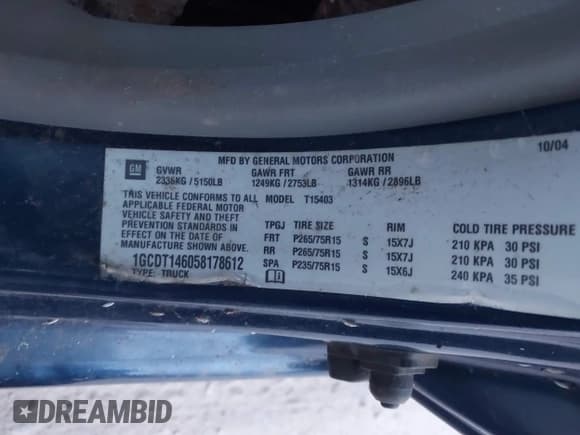 MFD BY GENERAL MOTORS CORPORATION
10/04
GM
GVWR
GAWR FRT
GAWR RR
2336KG / 5150LB
1249KG / 2753LB
1314KG / 2896LB
THIS VEHICLE CONFORMS TO ALL
APPLICABLE FEDERAL MOTOR
VEHICLE SAFETY AND THEFT
PREVENTION STANDARDS IN
EFFECT ON THE DATE OF
MANUFACTURE SHOWN ABOVE.
1GCDT146058178612
TYPE: TRUCK
MODEL T15403
TPGJ TIRE SIZE RIM COLD TIRE PRESSURE
FRT P265/75R15 S 15X7J 210 KPA 30 PSI
RR P265/75R15 S 15X7J 210 KPA 30 PSI
SPA P235/75R15 S 15X6J 240 KPA 35 PSI
DREAMBID